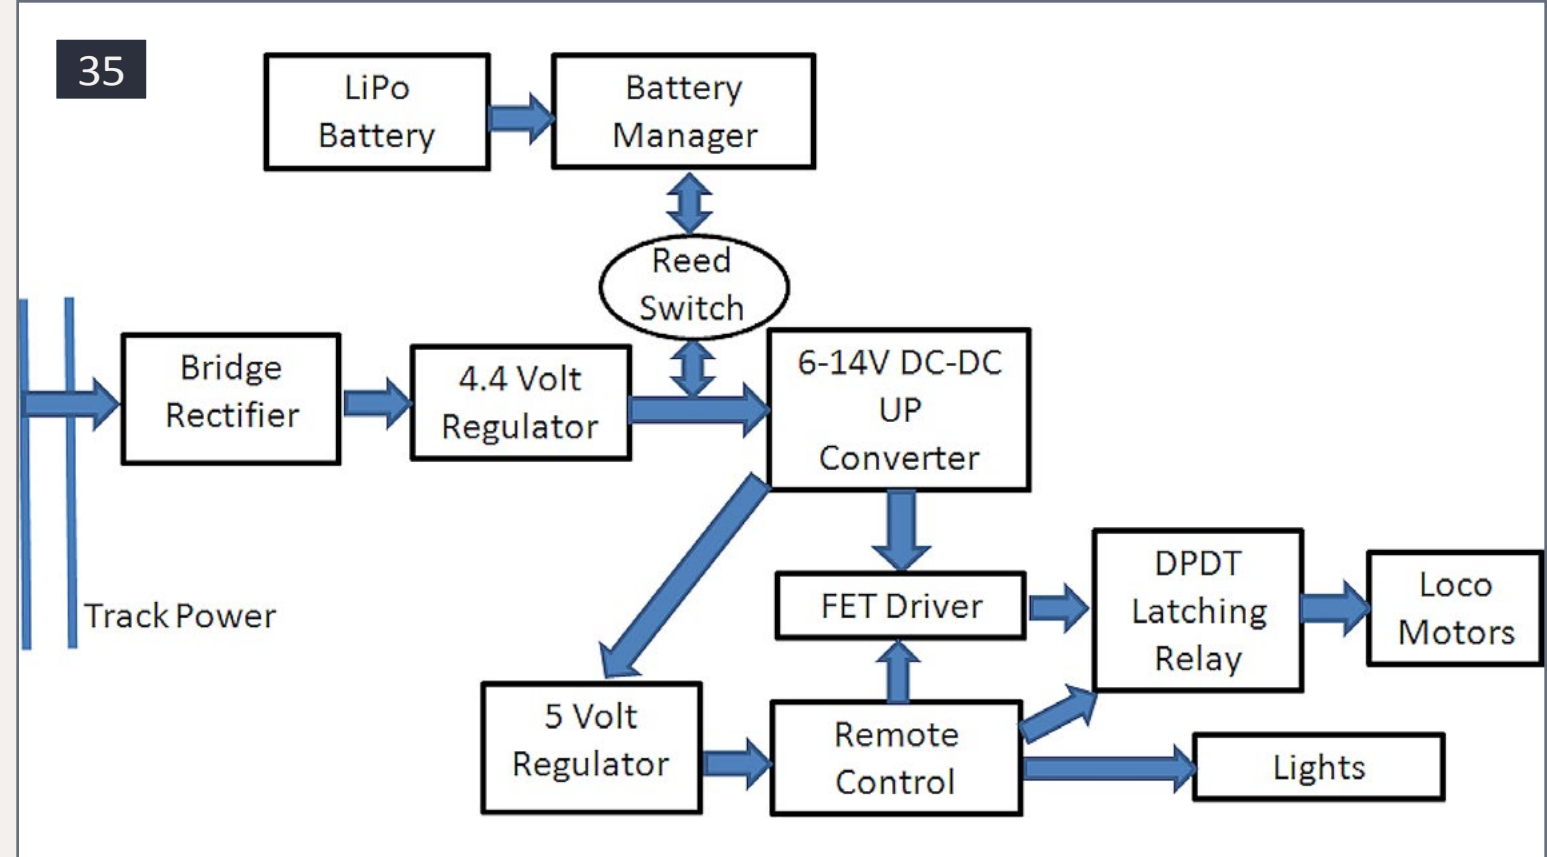 35
LiPo
Battery
Battery
Manager
Reed
Switch
Bridge
Rectifier
4.4 Volt
Regulator
6-14V DC-DC
UP
Converter
Track Power
FET Driver
DPDT
Latching
Relay
Loco
Motors
5 Volt
Regulator
Remote
Control
Lights